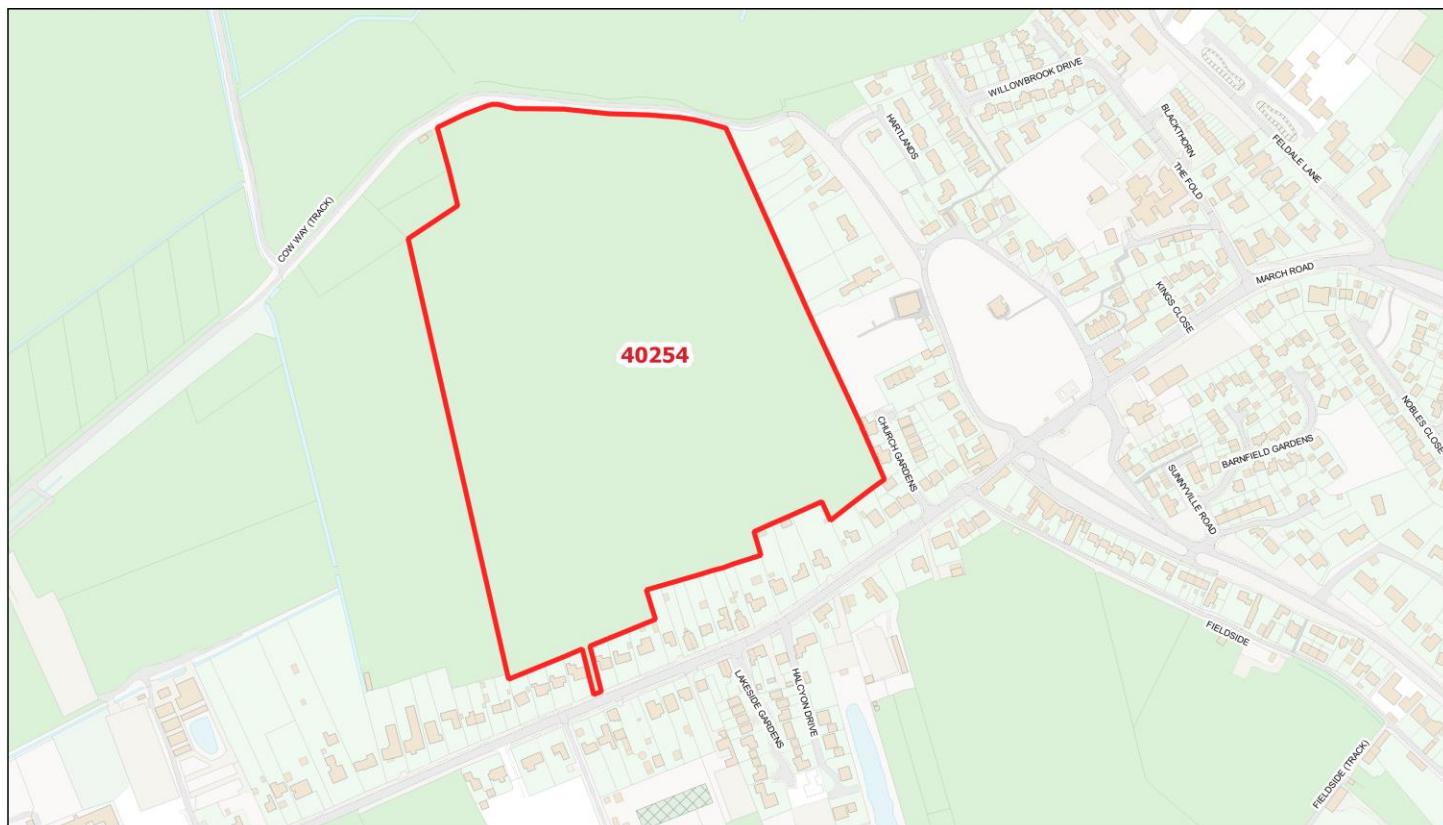 WILLOWBROOK DRIVE
HARTLANDS
BLACKTHORN
FELDALE LANE
THE FOLD
COW WAY (TRACK)
MARCH ROAD
KINGS CLOSE
40254
NOBLES CLOSE
CHURCH GARDENS
BARNFIELD GARDENS
SUNNYVILLE ROAD
FIELDSIDE
LAKESIDE GARDENS
HALCYON DRIVE
FIELDSIDE (TRACK)